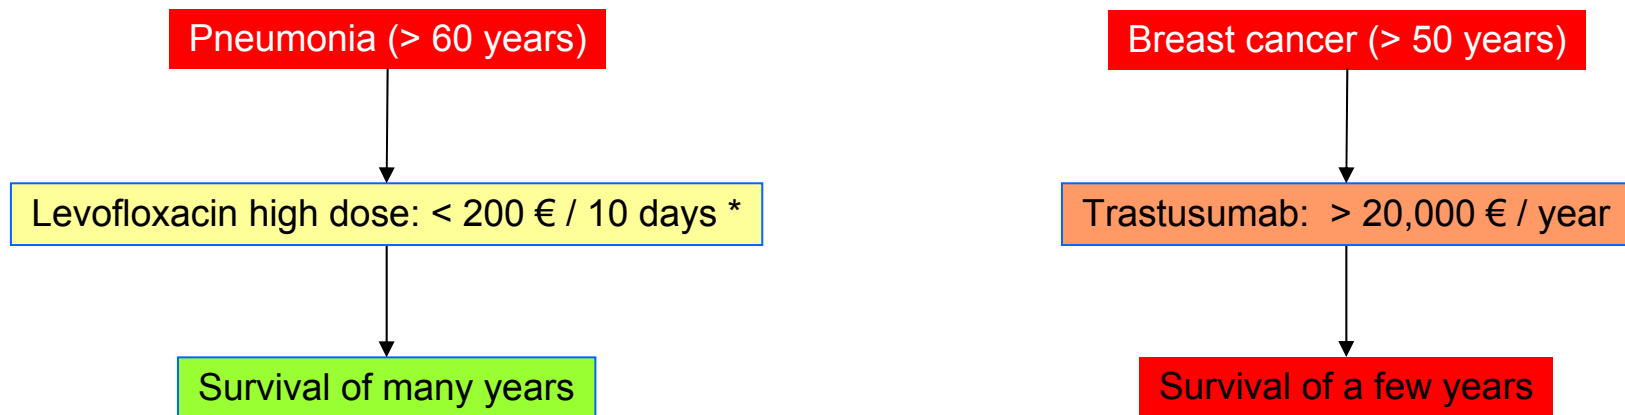 Pneumonia (> 60 years)
Levofloxacin high dose: < 200 € / 10 days *
Survival of many years
Breast cancer (> 50 years)
Trastusumab:  > 20,000 € / year
Survival of a few years